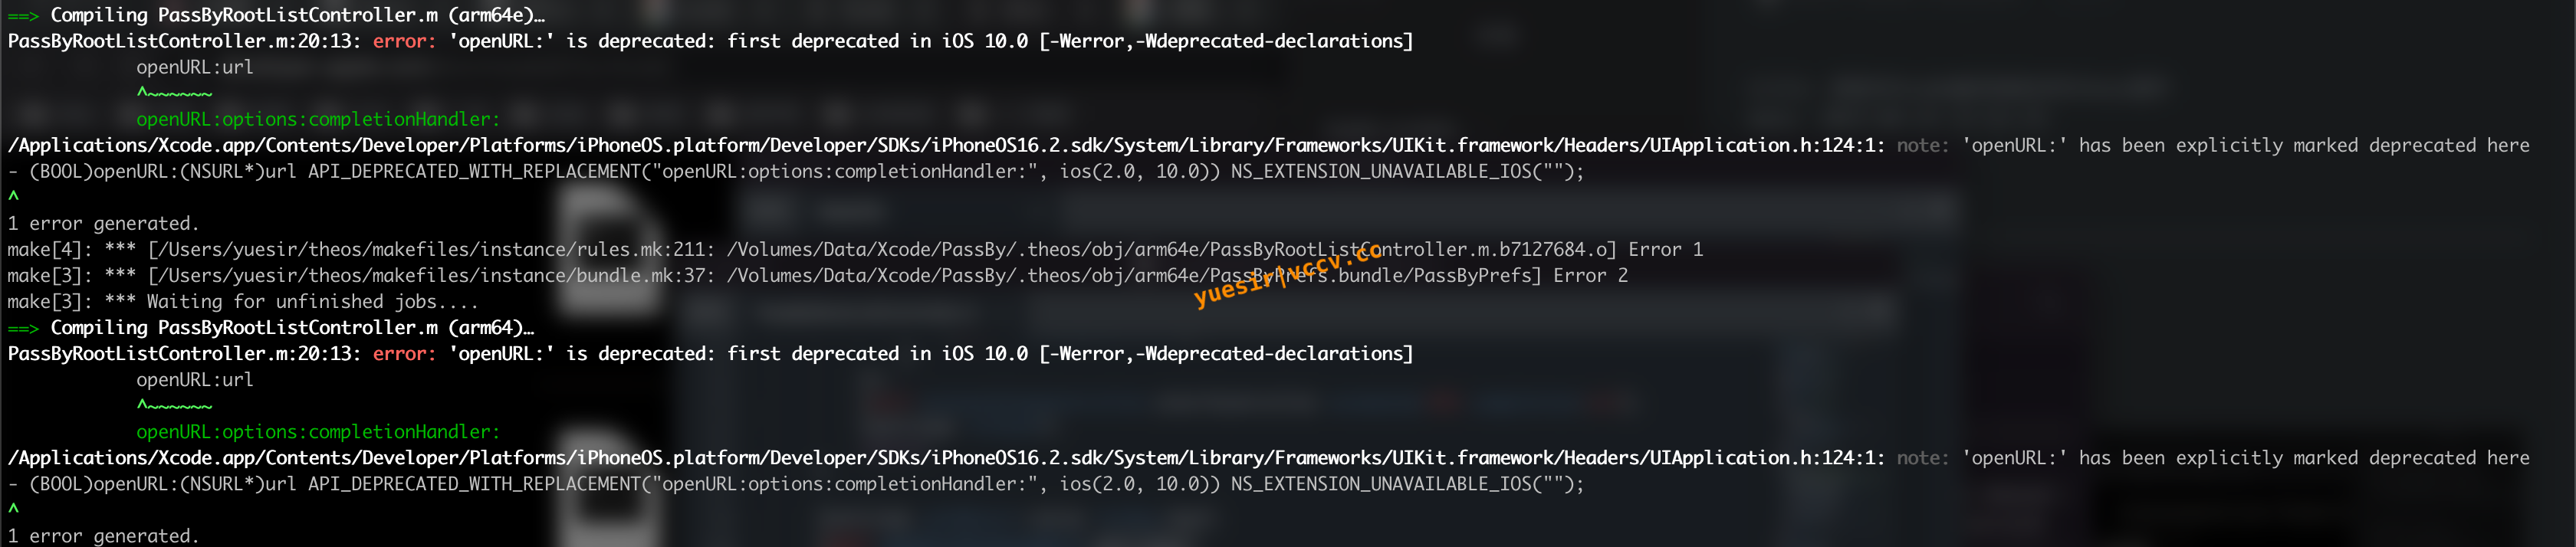 ==> Compiling PassByRootListController.m (arm64e)…
PassByRootListController.m:20:13: error: 'openURL:' is deprecated: first deprecated in iOS 10.0 [-Werror,-Wdeprecated-declarations]
openURL:url
^~~~~~~
openURL:options:completionHandler:
/Applications/Xcode.app/Contents/Developer/Platforms/iPhoneOS.platform/Developer/SDKs/iPhoneOS16.2.sdk/System/Library/Frameworks/UIKit.framework/Headers/UIApplication.h:124:1: note: 'openURL:' has been explicitly marked deprecated here
- (BOOL)openURL:(NSURL*)url API_DEPRECATED_WITH_REPLACEMENT("openURL:options:completionHandler:", ios(2.0, 10.0)) NS_EXTENSION_UNAVAILABLE_IOS("");
^
1 error generated.
make[4]: *** [/Users/yuesir/theos/makefiles/instance/rules.mk:211: /Volumes/Data/Xcode/PassBy/.theos/obj/arm64e/PassByRootListController.m.b7127684.o] Error 1
make[3]: *** [/Users/yuesir/theos/makefiles/instance/bundle.mk:37: /Volumes/Data/Xcode/PassBy/.theos/obj/arm64e/PassByPrefs.bundle/PassByPrefs] Error 2
yuesir|vccv.cc
make[3]: *** Waiting for unfinished jobs....
==> Compiling PassByRootListController.m (arm64)…
PassByRootListController.m:20:13: error: 'openURL:' is deprecated: first deprecated in iOS 10.0 [-Werror,-Wdeprecated-declarations]
openURL:url
^~~~~~~
openURL:options:completionHandler:
/Applications/Xcode.app/Contents/Developer/Platforms/iPhoneOS.platform/Developer/SDKs/iPhoneOS16.2.sdk/System/Library/Frameworks/UIKit.framework/Headers/UIApplication.h:124:1: note: 'openURL:' has been explicitly marked deprecated here
- (BOOL)openURL:(NSURL*)url API_DEPRECATED_WITH_REPLACEMENT("openURL:options:completionHandler:", ios(2.0, 10.0)) NS_EXTENSION_UNAVAILABLE_IOS("");
^
1 error generated.